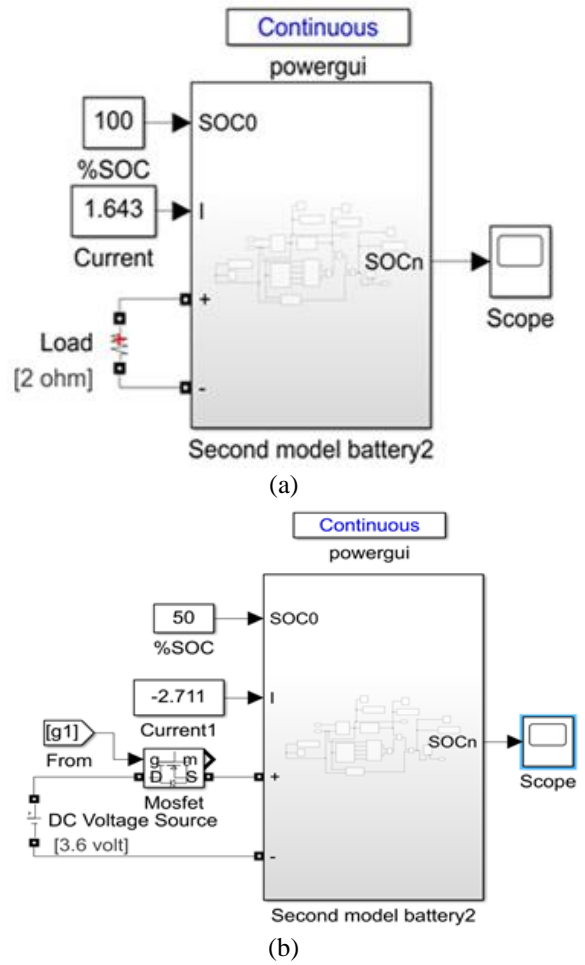 Continuous
powergui
100
SOC0
%SOC
1.643
I
Current
SOCn
Scope
+
Load
[2 ohm]
-
Second model battery2
(a)
Continuous
powergui
50
SOC0
%SOC
-2.711
I
Current1
[g1]
From
g m
D S
Mosfet
SOCn
Scope
+
DC Voltage Source
[3.6 volt]
-
Second model battery2
(b)